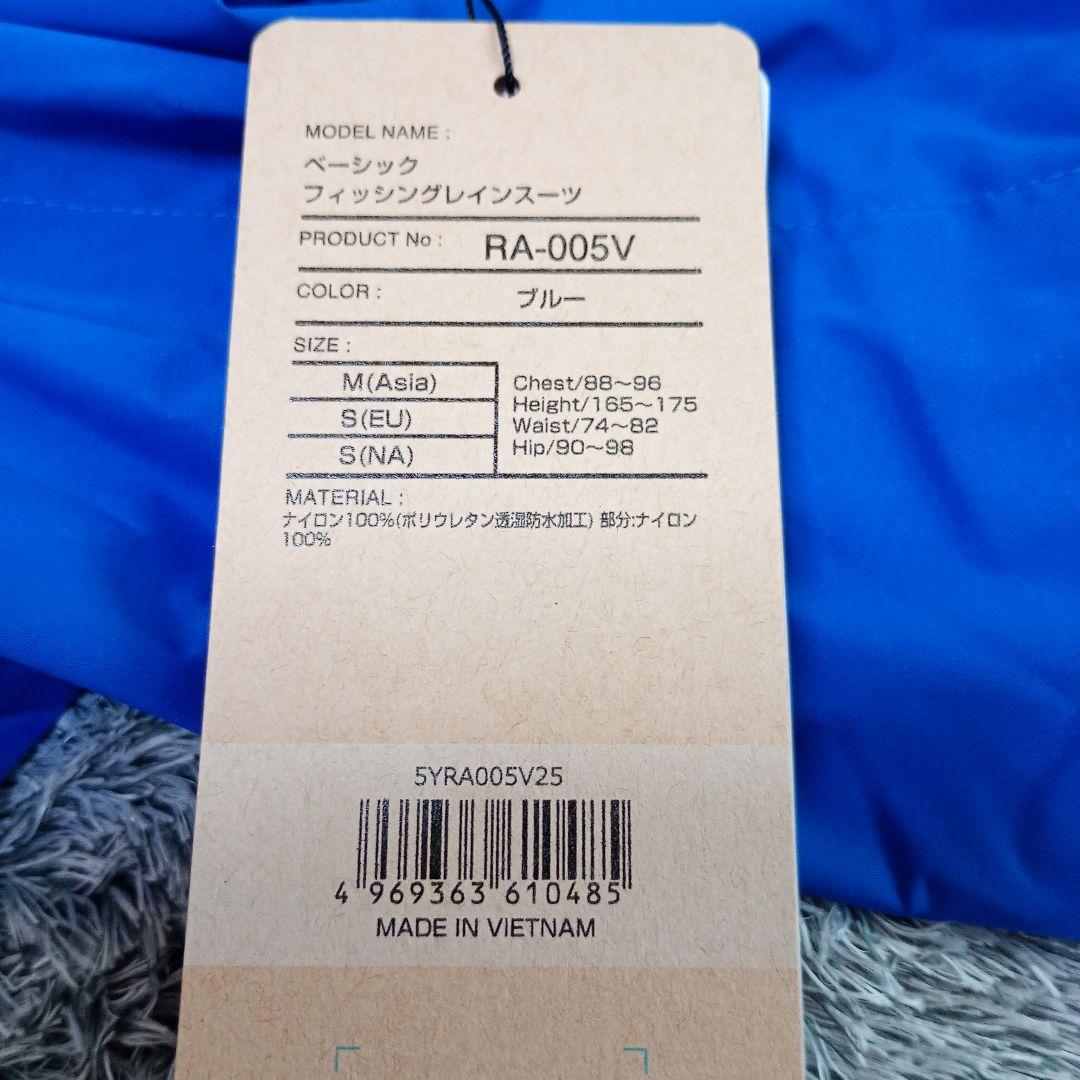 MODEL NAME :
ベーシック
フィッシングレインスーツ
PRODUCT No : RA-005V
COLOR : ブルー
SIZE :
M(Asia)
S(EU)
S(NA)
Chest/88～96
Height/165～175
Waist/74～82
Hip/90～98
MATERIAL :
ナイロン100%(ポリウレタン透湿防水加工) 部分:ナイロン
100%
5YRA005V25
4 969363 610485
MADE IN VIETNAM